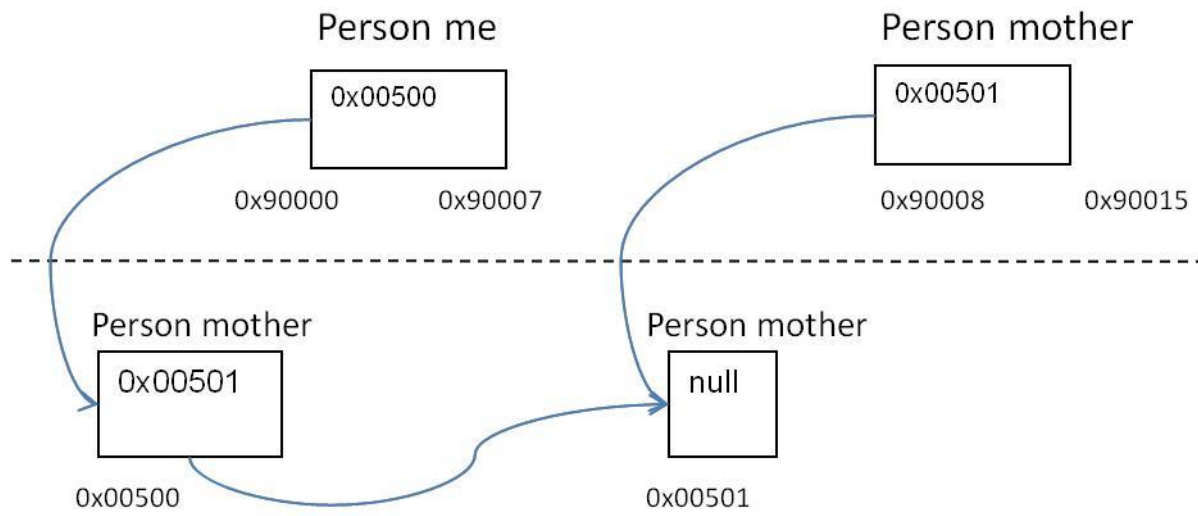 Person me
Person mother
0x00500
0x00501
0x90000
0x90007
0x90008
0x90015
Person mother
Person mother
0x00501
null
0x00500
0x00501